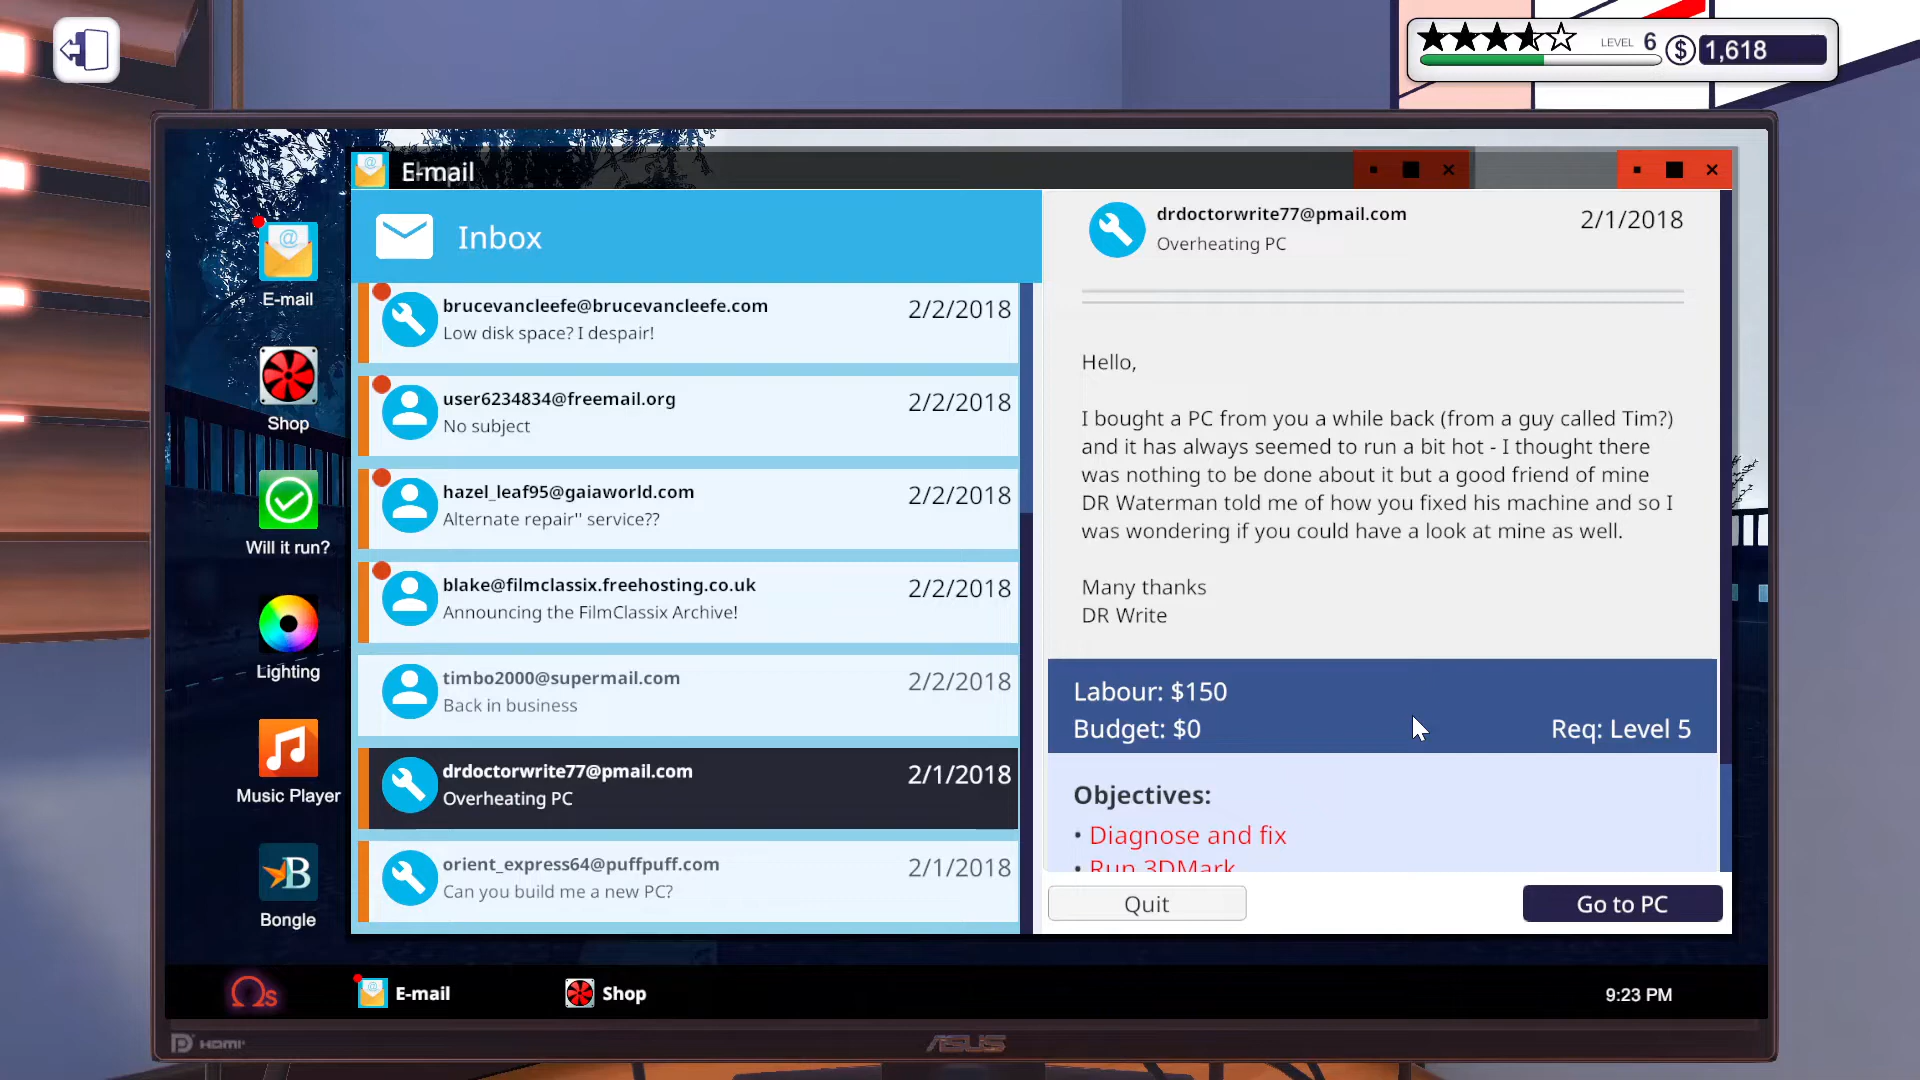 LEVEL 6 $ 1,618
E-mail
Inbox
E-mail
Shop
Will it run?
Lighting
Music Player
Bongle
brucevancleefe@brucevancleefe.com 2/2/2018
Low disk space? I despair!
user6234834@freemail.org 2/2/2018
No subject
hazel_leaf95@gaiaworld.com 2/2/2018
Alternate repair" service??
blake@filmclassix.freehosting.co.uk 2/2/2018
Announcing the FilmClassix Archive!
timbo2000@supermail.com 2/2/2018
Back in business
drdoctorwrite77@pmail.com 2/1/2018
Overheating PC
orient_express64@puffpuff.com 2/1/2018
Can you build me a new PC?
drdoctorwrite77@pmail.com 2/1/2018
Overheating PC
Hello,
I bought a PC from you a while back (from a guy called Tim?)
and it has always seemed to run a bit hot - I thought there
was nothing to be done about it but a good friend of mine
DR Waterman told me of how you fixed his machine and so I
was wondering if you could have a look at mine as well.
Many thanks
DR Write
Labour: $150
Budget: $0 Req: Level 5
Objectives:
• Diagnose and fix
• Run 3DMark
Quit Go to PC
Ωs E-mail Shop 9:23 PM
HDMI ASUS